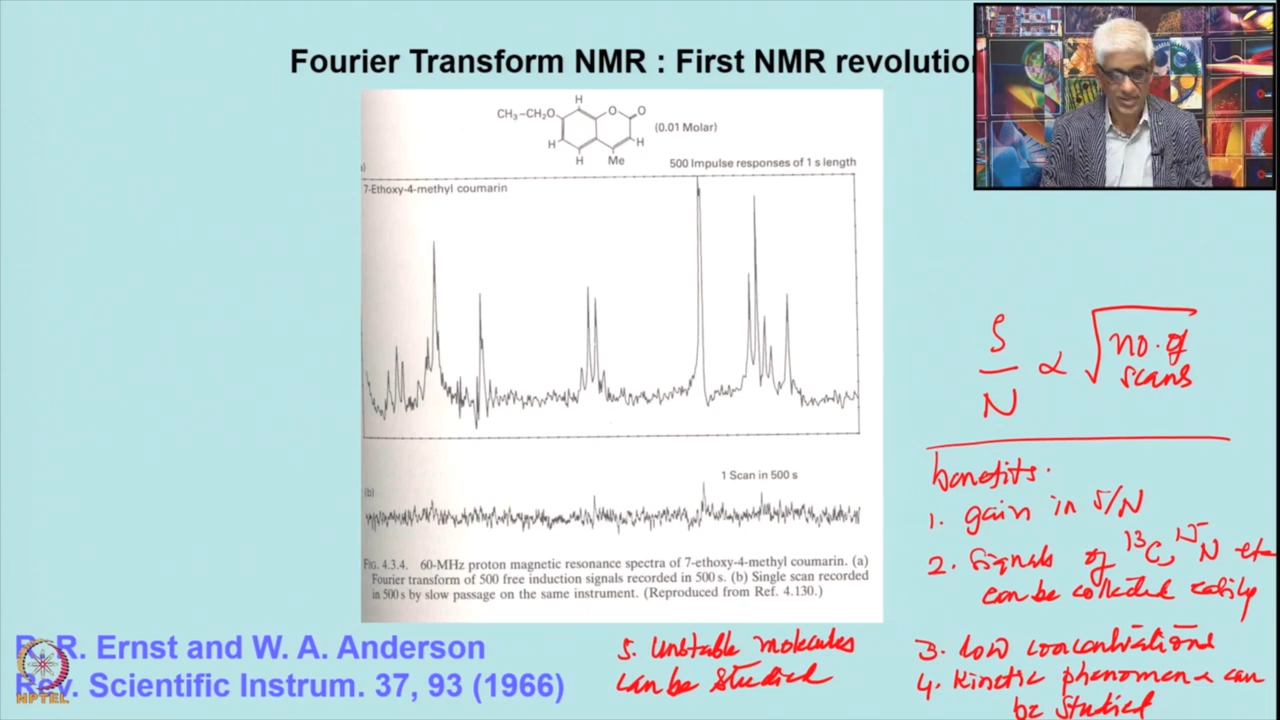 Fourier Transform NMR : First NMR revolution
H
CH₃–CH₂O
O
O
(0.01 Molar)
H
H
H
Me
500 Impulse responses of 1 s length
7-Ethoxy-4-methyl coumarin
1 Scan in 500 s
(b)
FIG. 4.3.4. 60-MHz proton magnetic resonance spectra of 7-ethoxy-4-methyl coumarin. (a)
Fourier transform of 500 free induction signals recorded in 500 s. (b) Single scan recorded
in 500 s by slow passage on the same instrument. (Reproduced from Ref. 4.130.)
S
N
∝ √
no. of
scans
benefits.
1. gain in S/N
2. Signals of ¹³C, ¹⁵N etc
can be collected easily
3. low concentrations
4. Kinetic phenomena can
be studied
5. Unstable molecules
can be studied
R. R. Ernst and W. A. Anderson
Rev. Scientific Instrum. 37, 93 (1966)
NPTEL